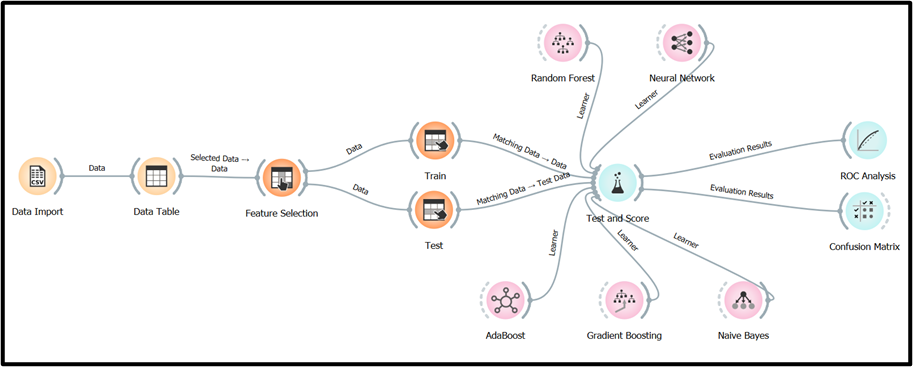 Random Forest
Neural Network
Learner
Learner
CSV
Data
Selected Data →
Data
Data
Data
Matching Data → Data
Matching Data → Test Data
Evaluation Results
Evaluation Results
Data Import
Data Table
Feature Selection
Train
Test
Test and Score
ROC Analysis
Confusion Matrix
Learner
Learner
Learner
AdaBoost
Gradient Boosting
Naive Bayes